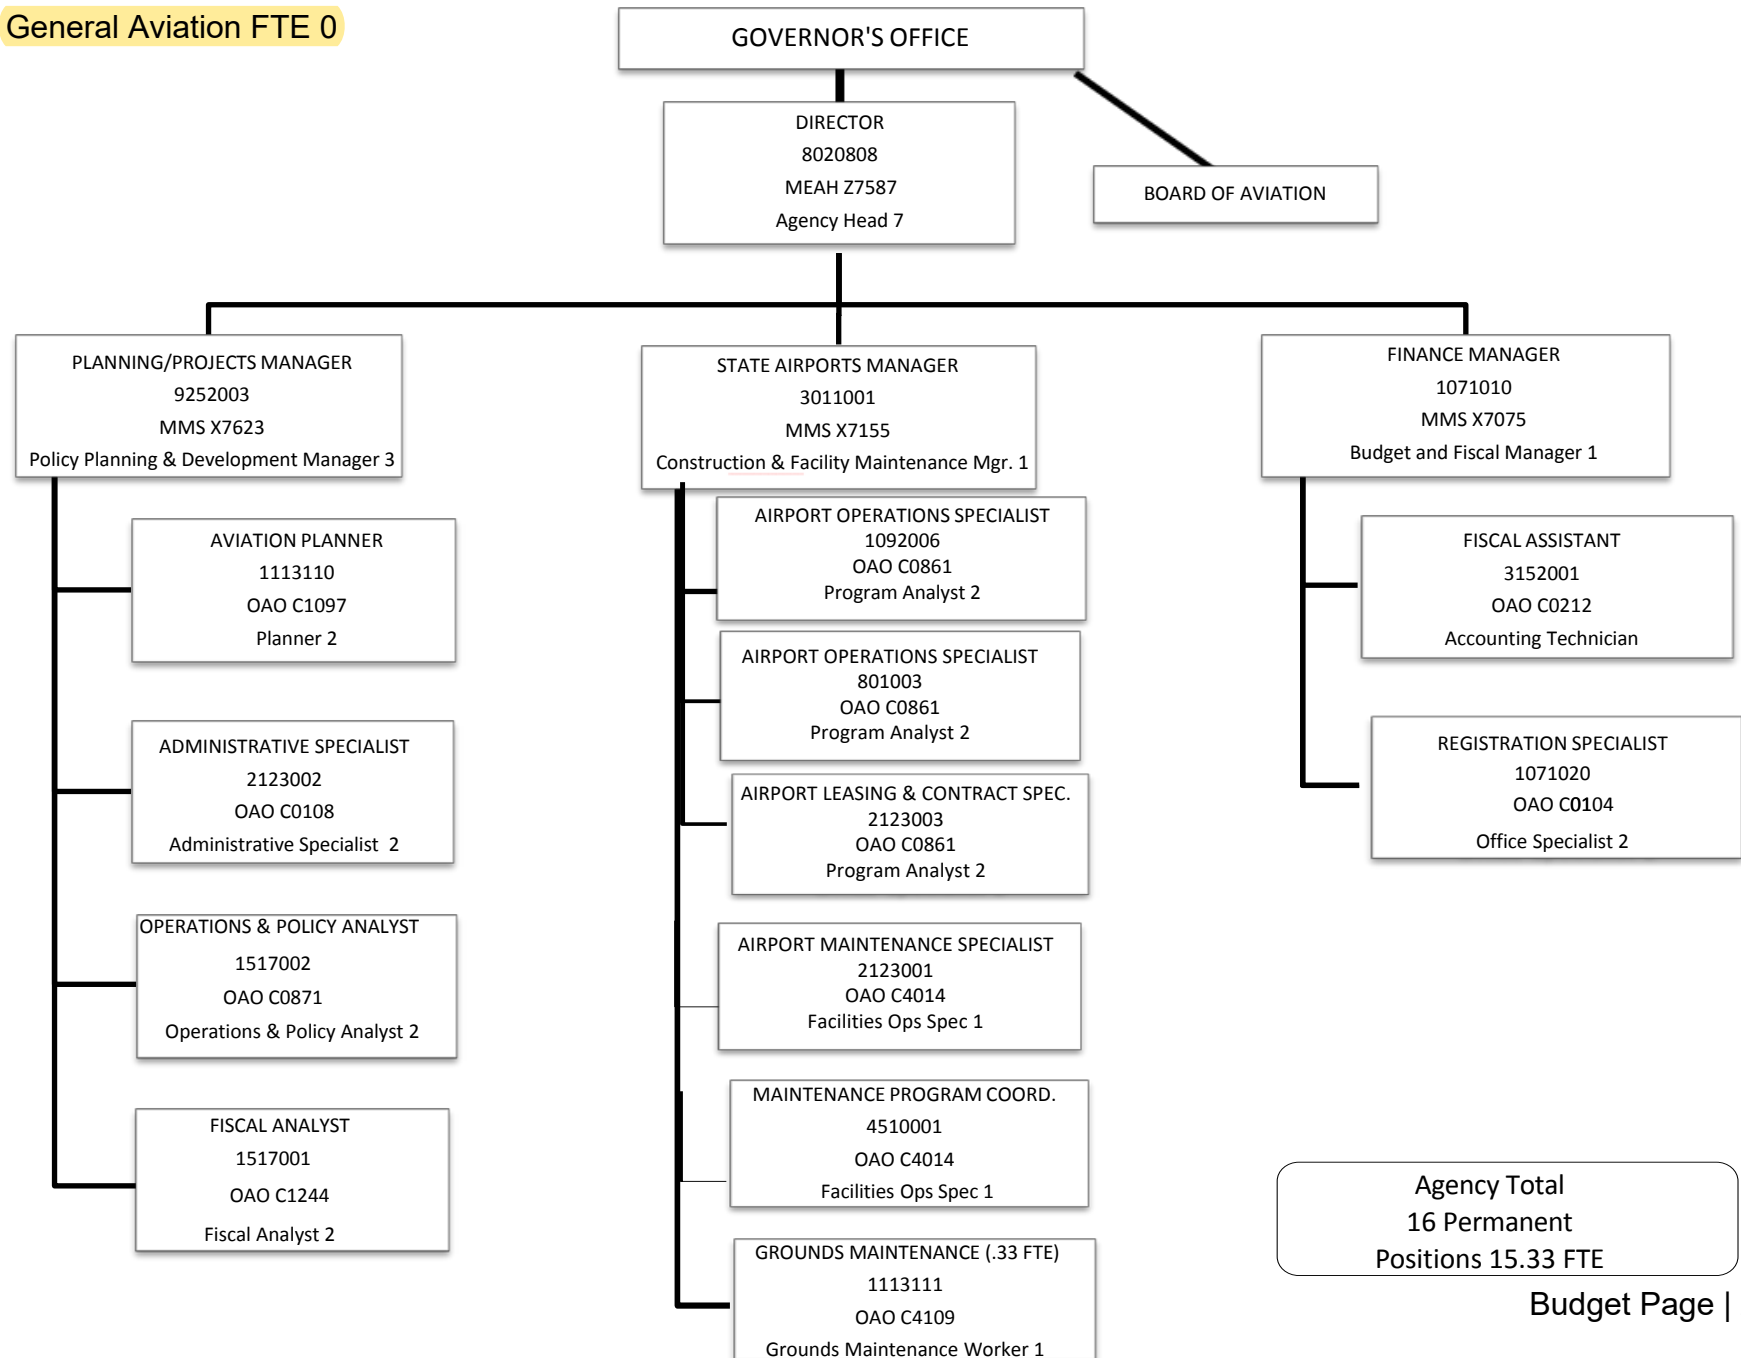 General Aviation FTE 0
GOVERNOR'S OFFICE
DIRECTOR
8020808
MEAH Z7587
Agency Head 7
BOARD OF AVIATION
PLANNING/PROJECTS MANAGER
9252003
MMS X7623
Policy Planning & Development Manager 3
AVIATION PLANNER
1113110
OAO C1097
Planner 2
ADMINISTRATIVE SPECIALIST
2123002
OAO C0108
Administrative Specialist 2
OPERATIONS & POLICY ANALYST
1517002
OAO C0871
Operations & Policy Analyst 2
FISCAL ANALYST
1517001
OAO C1244
Fiscal Analyst 2
STATE AIRPORTS MANAGER
3011001
MMS X7155
Construction & Facility Maintenance Mgr. 1
AIRPORT OPERATIONS SPECIALIST
1092006
OAO C0861
Program Analyst 2
AIRPORT OPERATIONS SPECIALIST
801003
OAO C0861
Program Analyst 2
AIRPORT LEASING & CONTRACT SPEC.
2123003
OAO C0861
Program Analyst 2
AIRPORT MAINTENANCE SPECIALIST
2123001
OAO C4014
Facilities Ops Spec 1
MAINTENANCE PROGRAM COORD.
4510001
OAO C4014
Facilities Ops Spec 1
GROUNDS MAINTENANCE (.33 FTE)
1113111
OAO C4109
Grounds Maintenance Worker 1
FINANCE MANAGER
1071010
MMS X7075
Budget and Fiscal Manager 1
FISCAL ASSISTANT
3152001
OAO C0212
Accounting Technician
REGISTRATION SPECIALIST
1071020
OAO C0104
Office Specialist 2
Agency Total
16 Permanent
Positions 15.33 FTE
Budget Page |